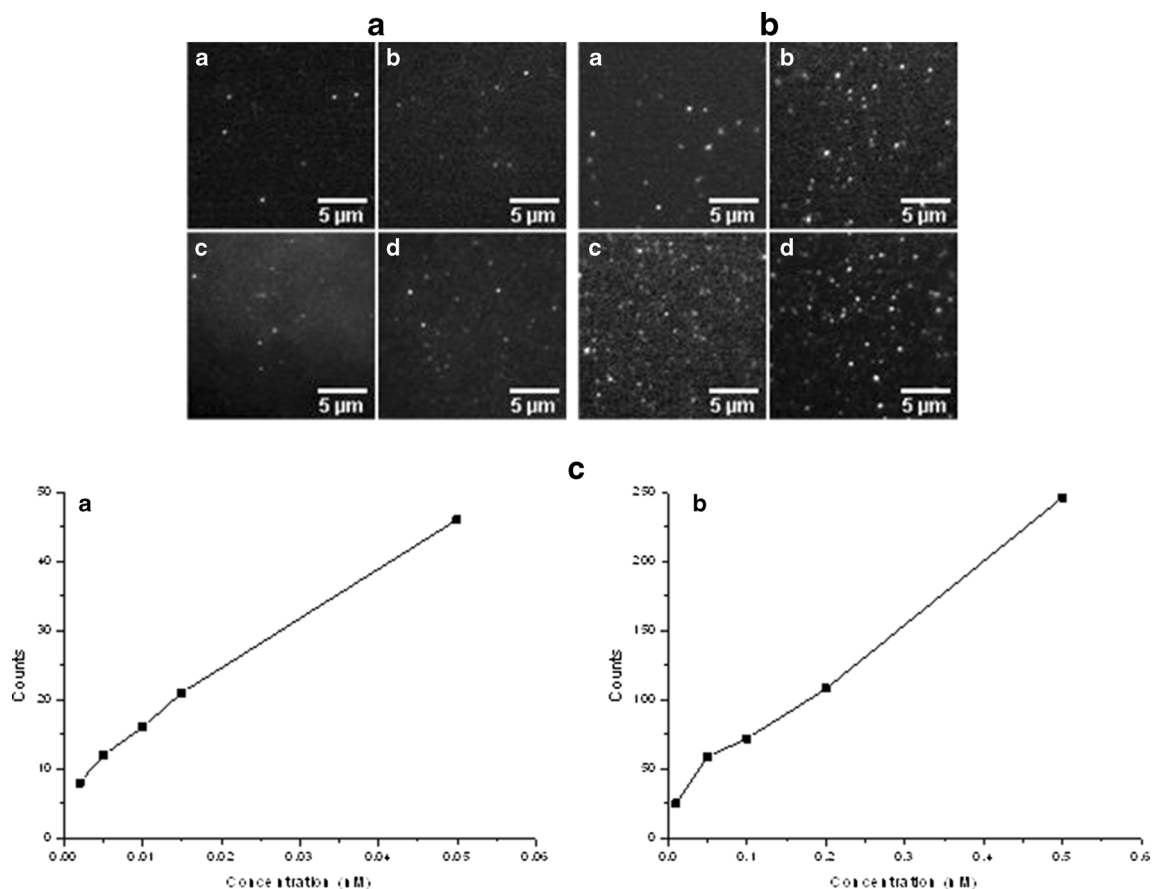 a b
a b a b
5 µm 5 µm 5 µm 5 µm
c d c d
5 µm 5 µm 5 µm 5 µm
c
a
50
40
30
20
10
0
Counts
0.00 0.01 0.02 0.03 0.04 0.05 0.06
Concentration (nM)
b
250
200
150
100
50
0
Counts
0.0 0.1 0.2 0.3 0.4 0.5 0.6
Concentration (nM)